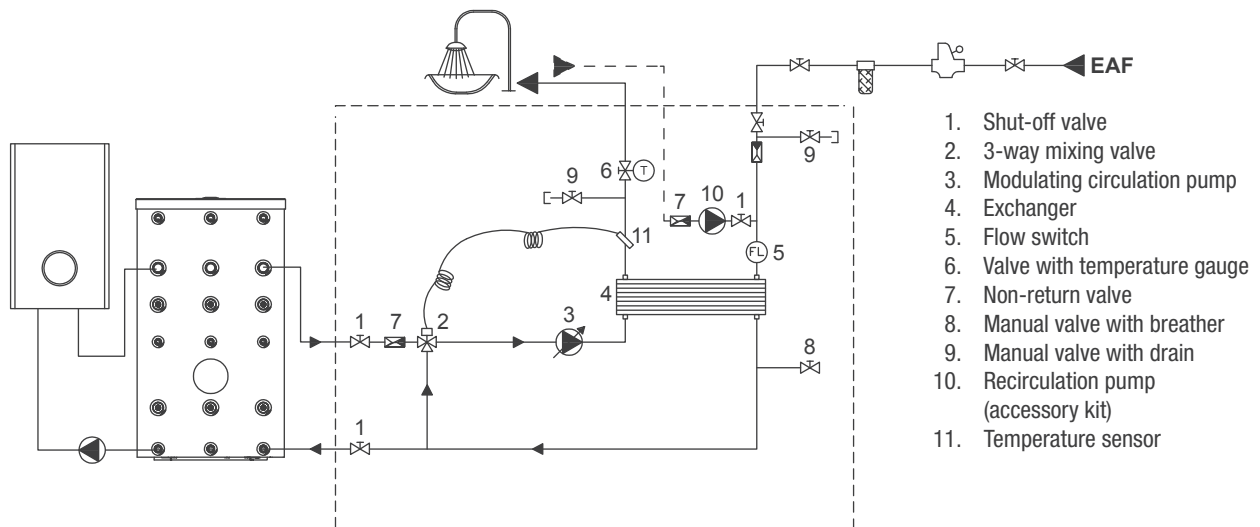 EAF
9
6
T
9
7
10
1
11
FL
5
4
1
7
2
3
8
1
1. Shut-off valve
2. 3-way mixing valve
3. Modulating circulation pump
4. Exchanger
5. Flow switch
6. Valve with temperature gauge
7. Non-return valve
8. Manual valve with breather
9. Manual valve with drain
10. Recirculation pump
(accessory kit)
11. Temperature sensor